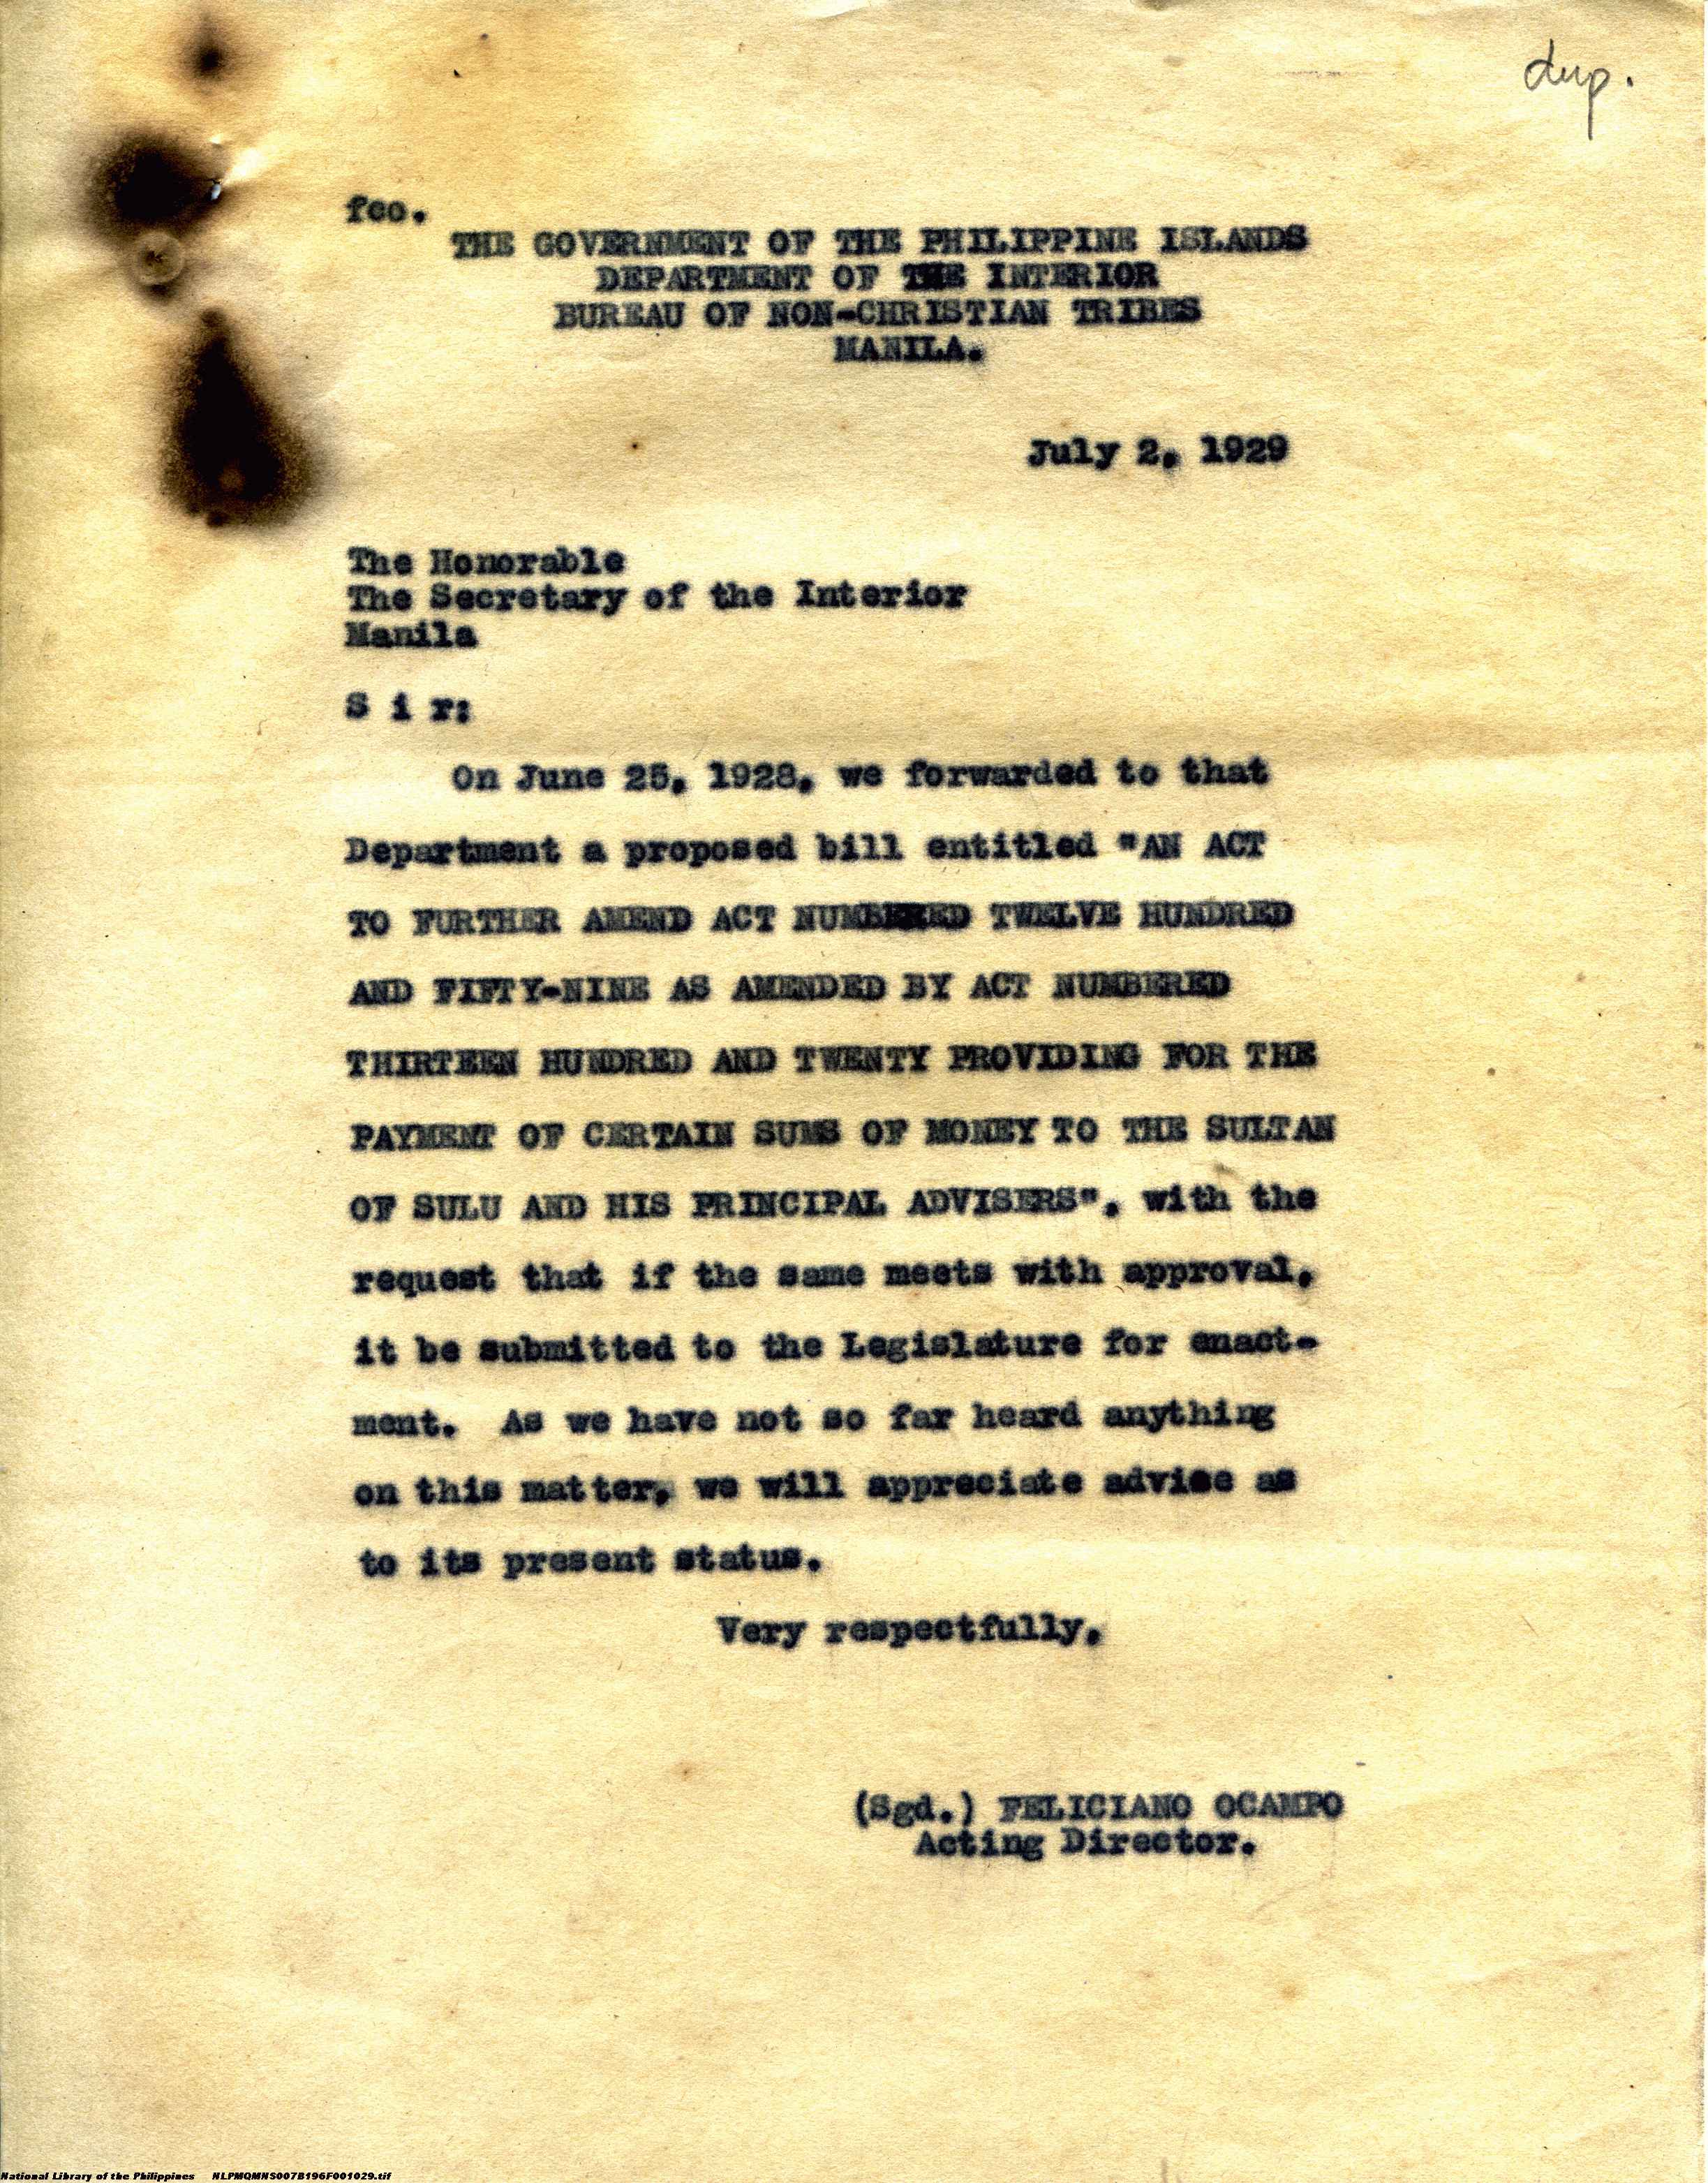 dup.
fco.
THE GOVERNMENT OF THE PHILIPPINE ISLANDS
DEPARTMENT OF THE INTERIOR
BUREAU OF NON-CHRISTIAN TRIBES
MANILA.
July 2, 1929
The Honorable
The Secretary of the Interior
Manila
S i r:
On June 25, 1928, we forwarded to that
Department a proposed bill entitled "AN ACT
TO FURTHER AMEND ACT NUMBERED TWELVE HUNDRED
AND FIFTY-NINE AS AMENDED BY ACT NUMBERED
THIRTEEN HUNDRED AND TWENTY PROVIDING FOR THE
PAYMENT OF CERTAIN SUMS OF MONEY TO THE SULTAN
OF SULU AND HIS PRINCIPAL ADVISERS", with the
request that if the same meets with approval,
it be submitted to the Legislature for enact-
ment. As we have not so far heard anything
on this matter, we will appreciate advise as
to its present status.
Very respectfully,
(Sgd.) FELICIANO OCAMPO
Acting Director.
National Library of the Philippines NLPMQMNS007B196F001029.tif